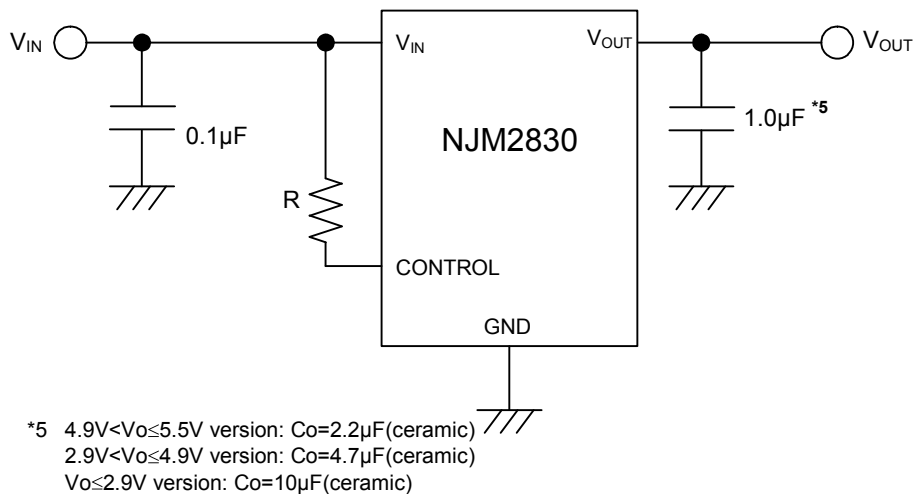 V_IN
V_IN
V_OUT
V_OUT
0.1µF
1.0µF *5
NJM2830
R
CONTROL
GND
*5 4.9V<Vo≤5.5V version: Co=2.2µF(ceramic)
2.9V<Vo≤4.9V version: Co=4.7µF(ceramic)
Vo≤2.9V version: Co=10µF(ceramic)